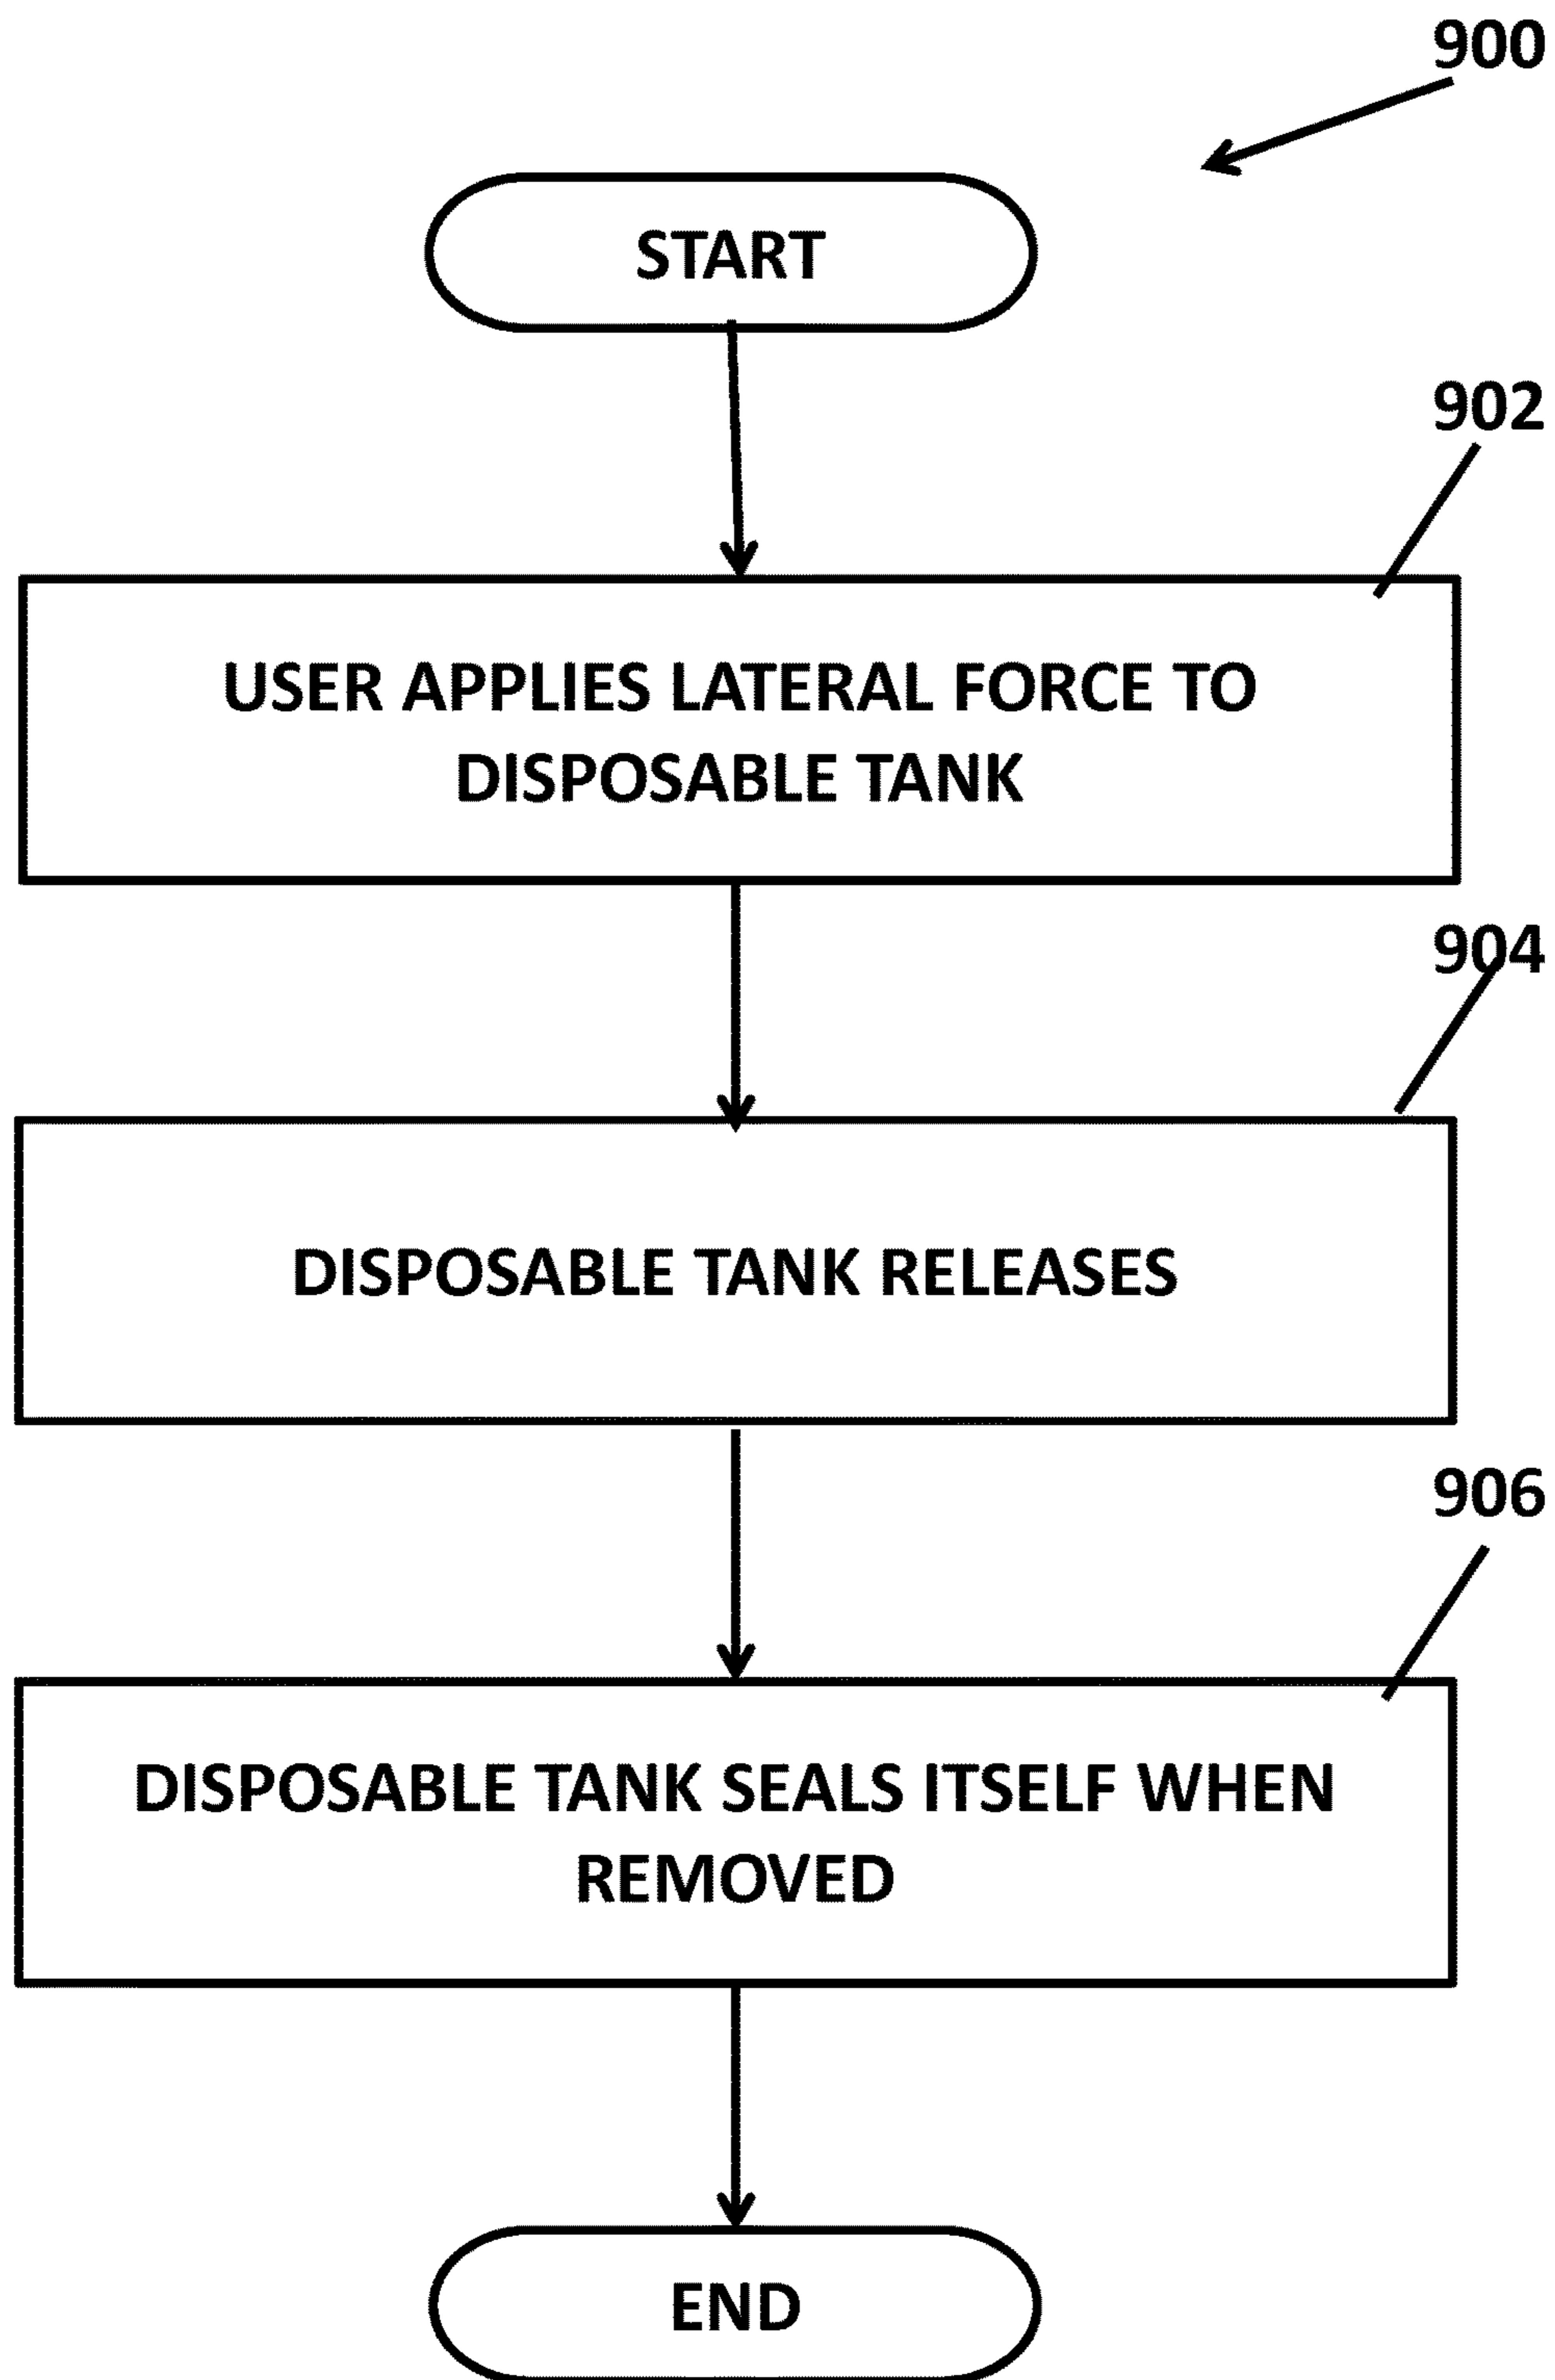 900
START
902
USER APPLIES LATERAL FORCE TO
DISPOSABLE TANK
904
DISPOSABLE TANK RELEASES
906
DISPOSABLE TANK SEALS ITSELF WHEN
REMOVED
END